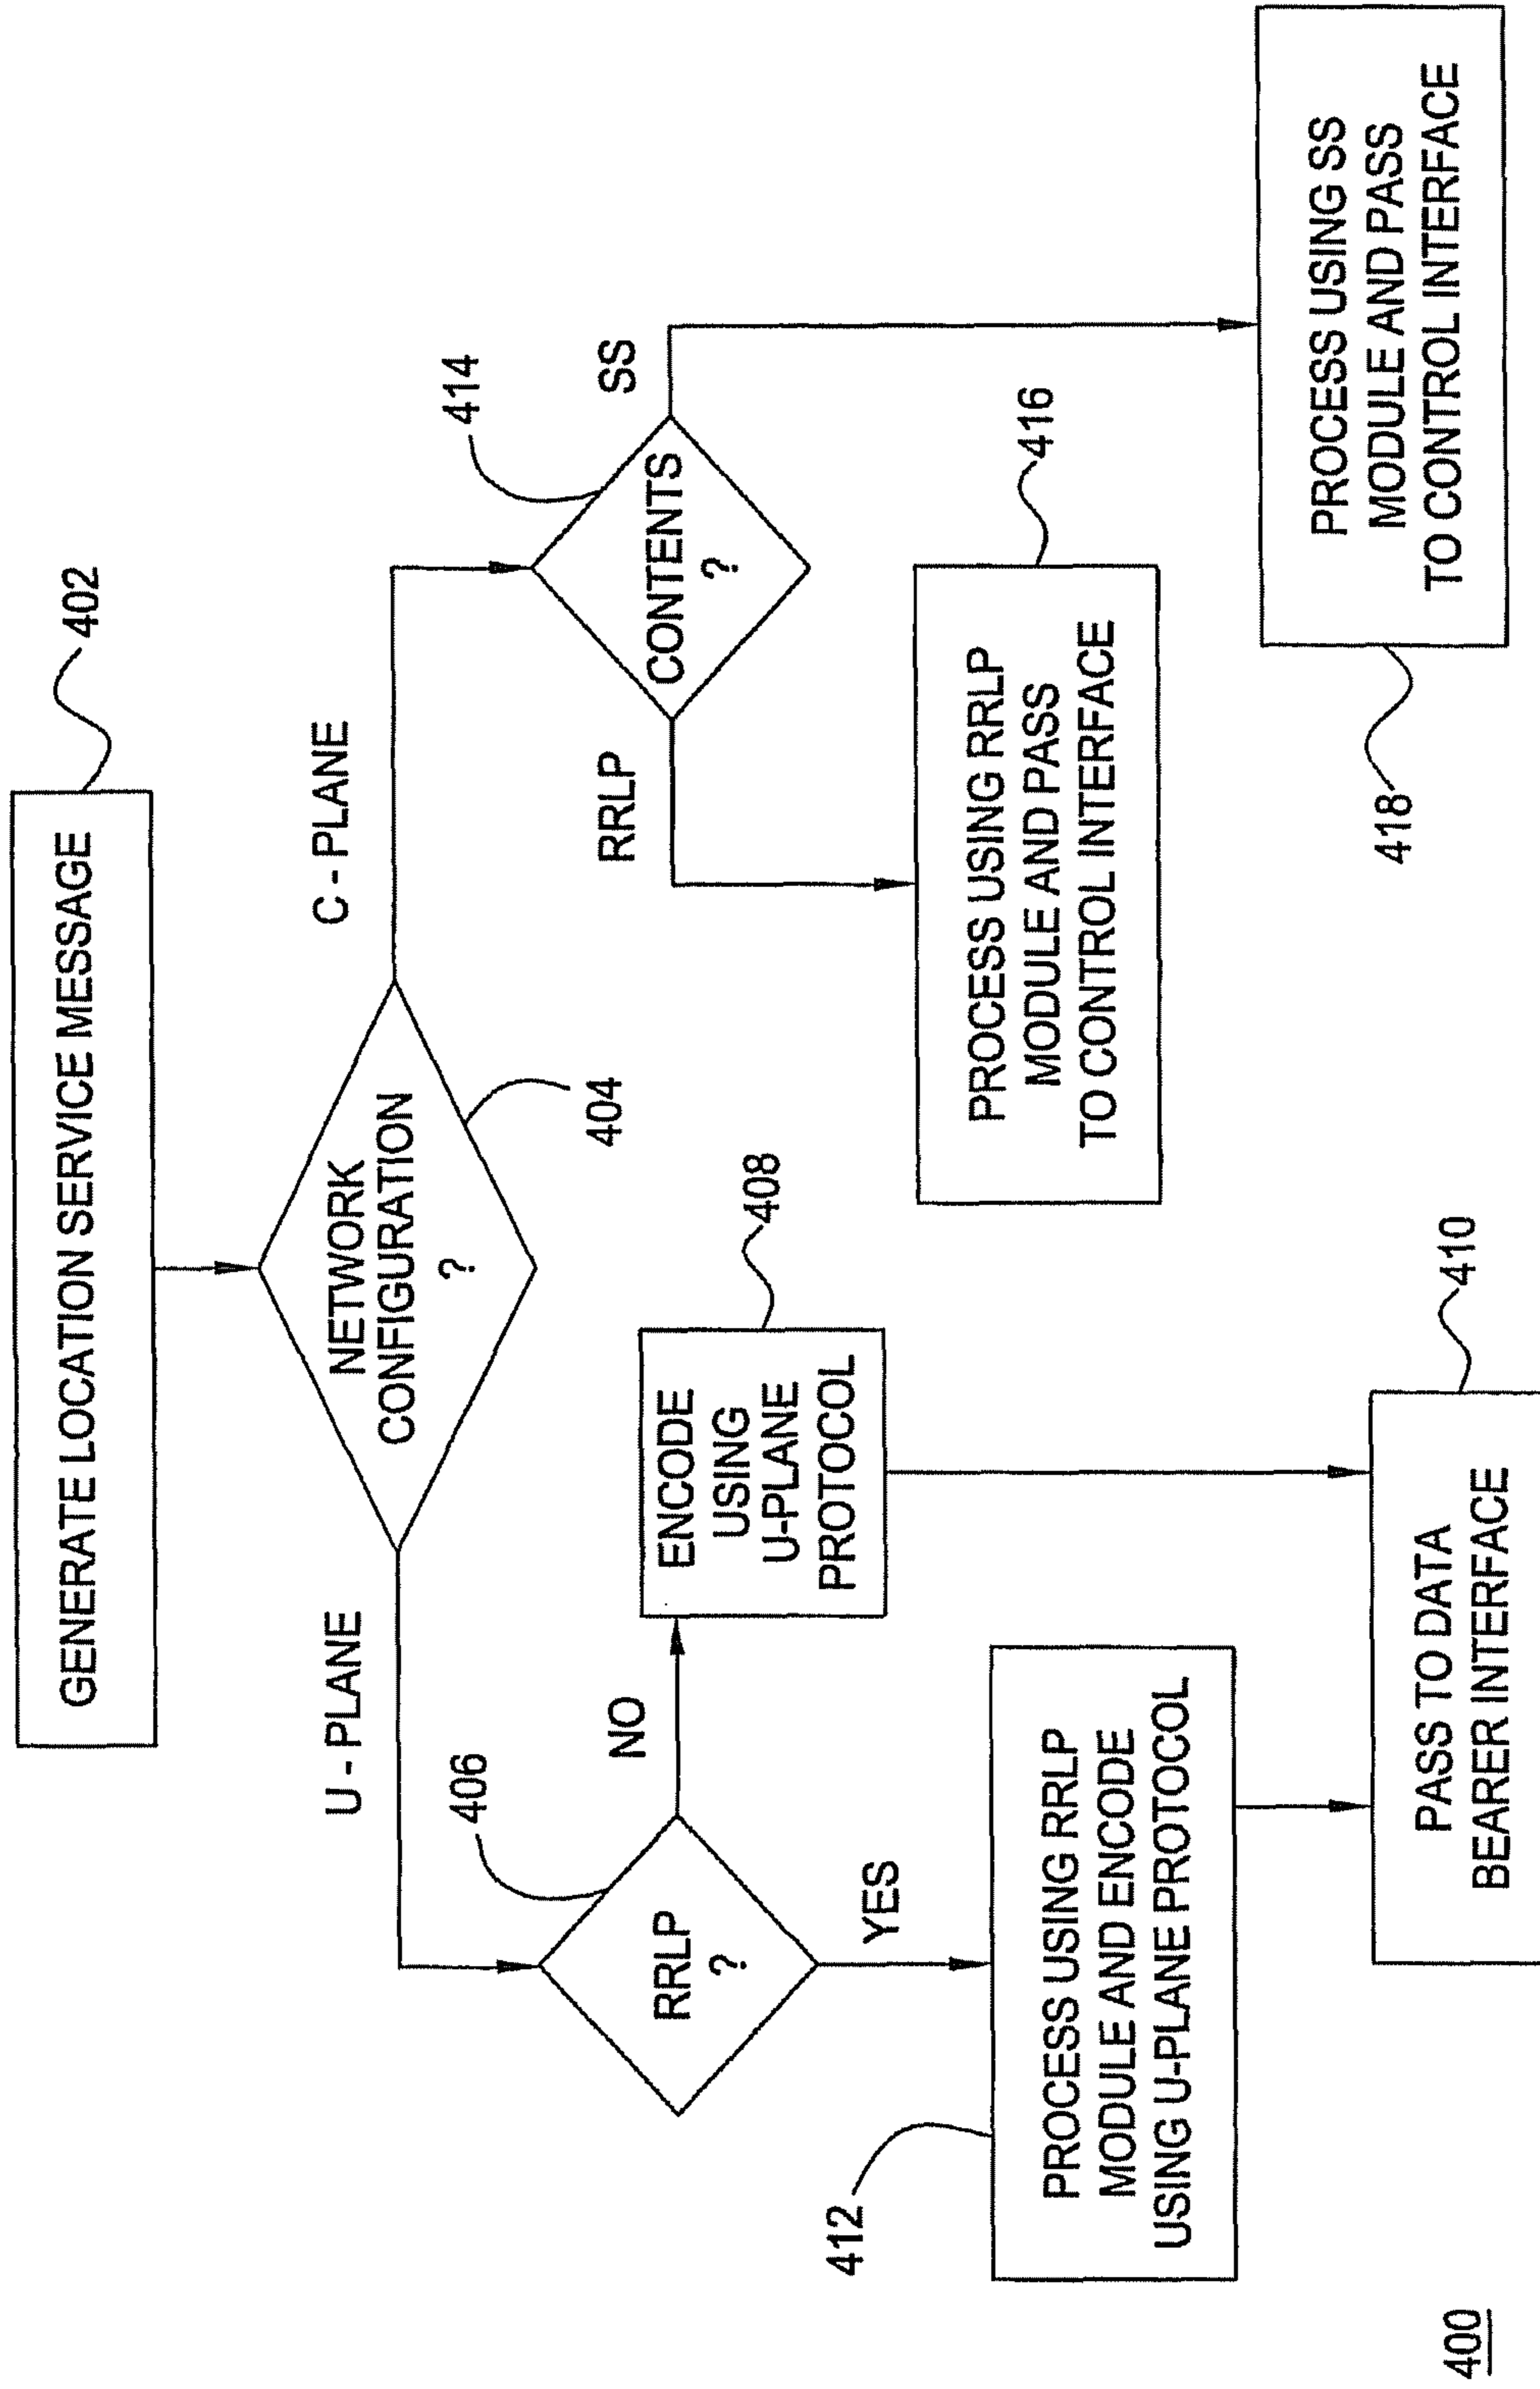 GENERATE LOCATION SERVICE MESSAGE
402
NETWORK
CONFIGURATION
?
404
U - PLANE
C - PLANE
406
RRLP
?
NO
YES
ENCODE
USING
U-PLANE
PROTOCOL
408
414
CONTENTS
?
RRLP
SS
412
PROCESS USING RRLP
MODULE AND ENCODE
USING U-PLANE PROTOCOL
PROCESS USING RRLP
MODULE AND PASS
TO CONTROL INTERFACE
416
PASS TO DATA
BEARER INTERFACE
410
418
PROCESS USING SS
MODULE AND PASS
TO CONTROL INTERFACE
400